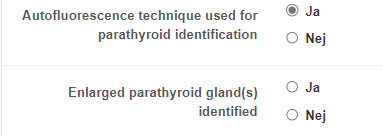 Autofluorescence technique used for
parathyroid identification
Ja
Nej
Enlarged parathyroid gland(s)
identified
Ja
Nej